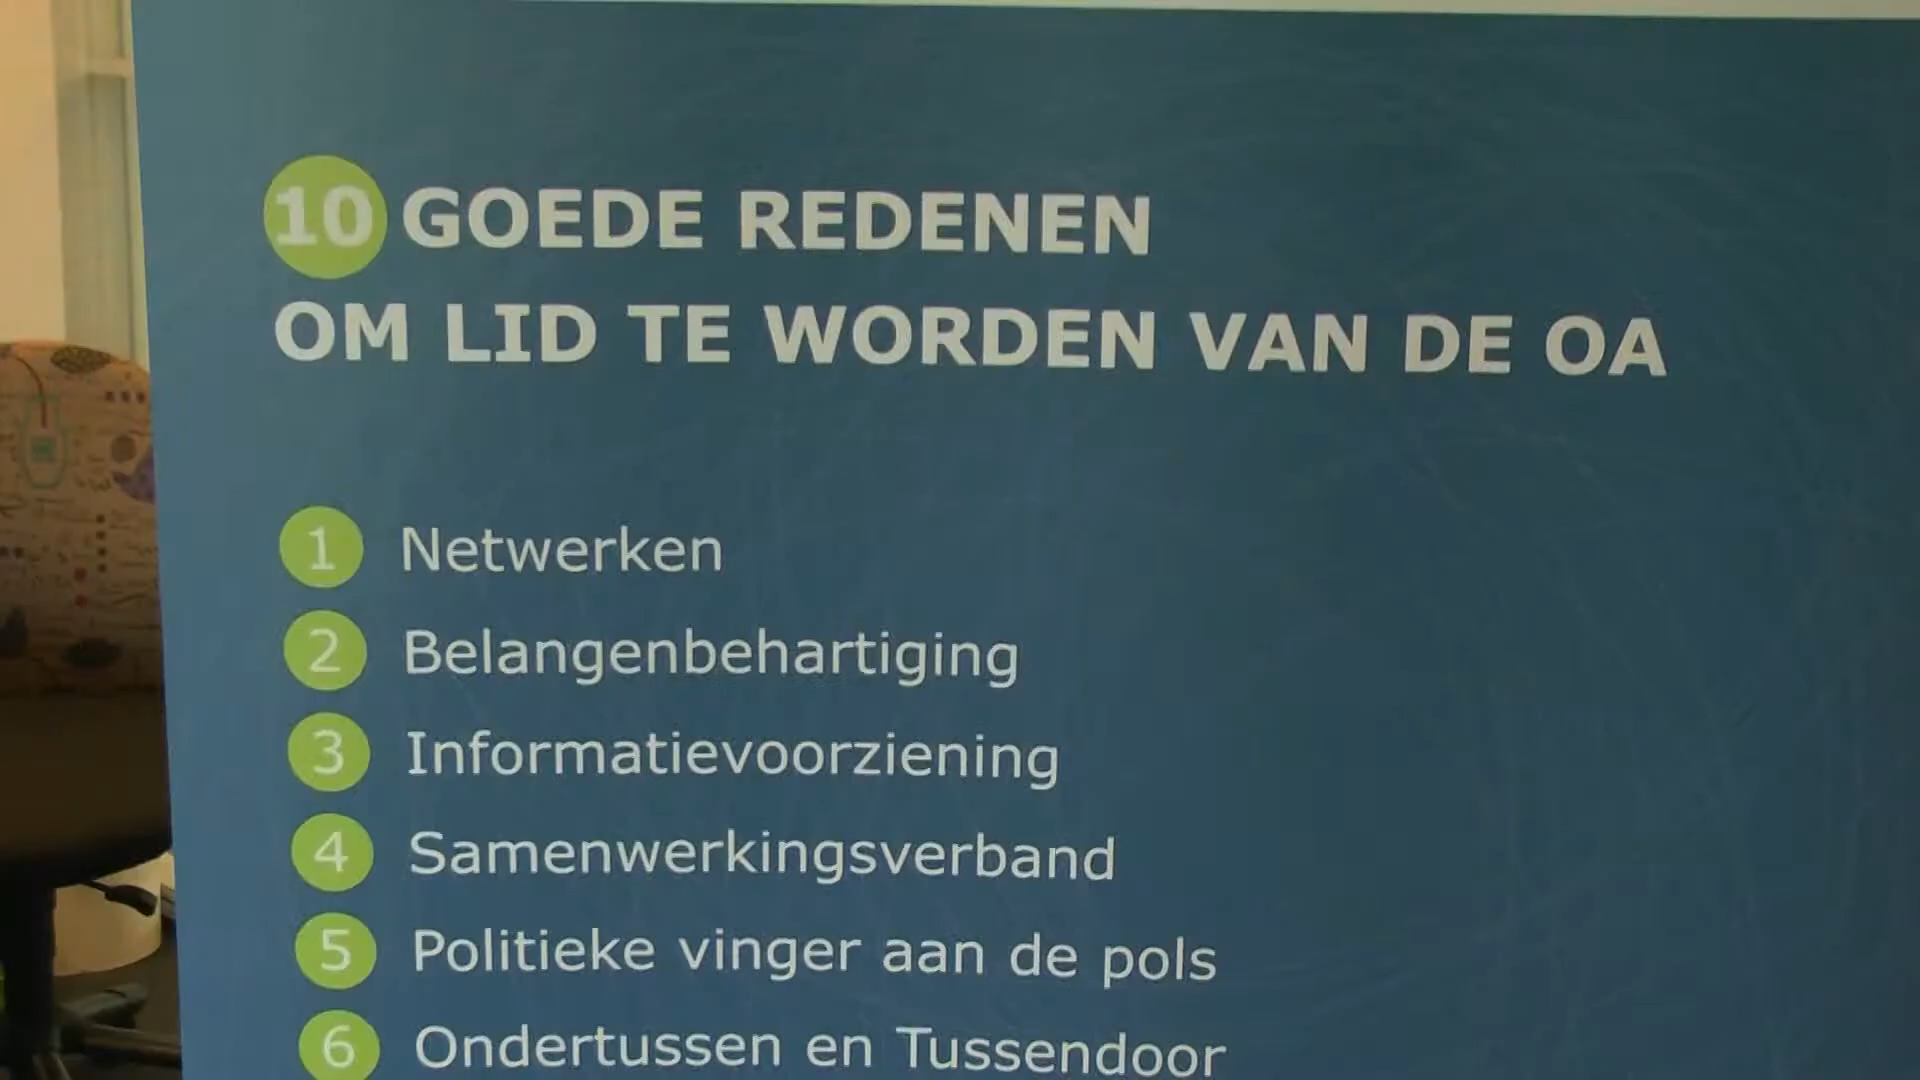 10 GOEDE REDENEN
OM LID TE WORDEN VAN DE OA
1 Netwerken
2 Belangenbehartiging
3 Informatievoorziening
4 Samenwerkingsverband
5 Politieke vinger aan de pols
6 Ondertussen en Tussendoor